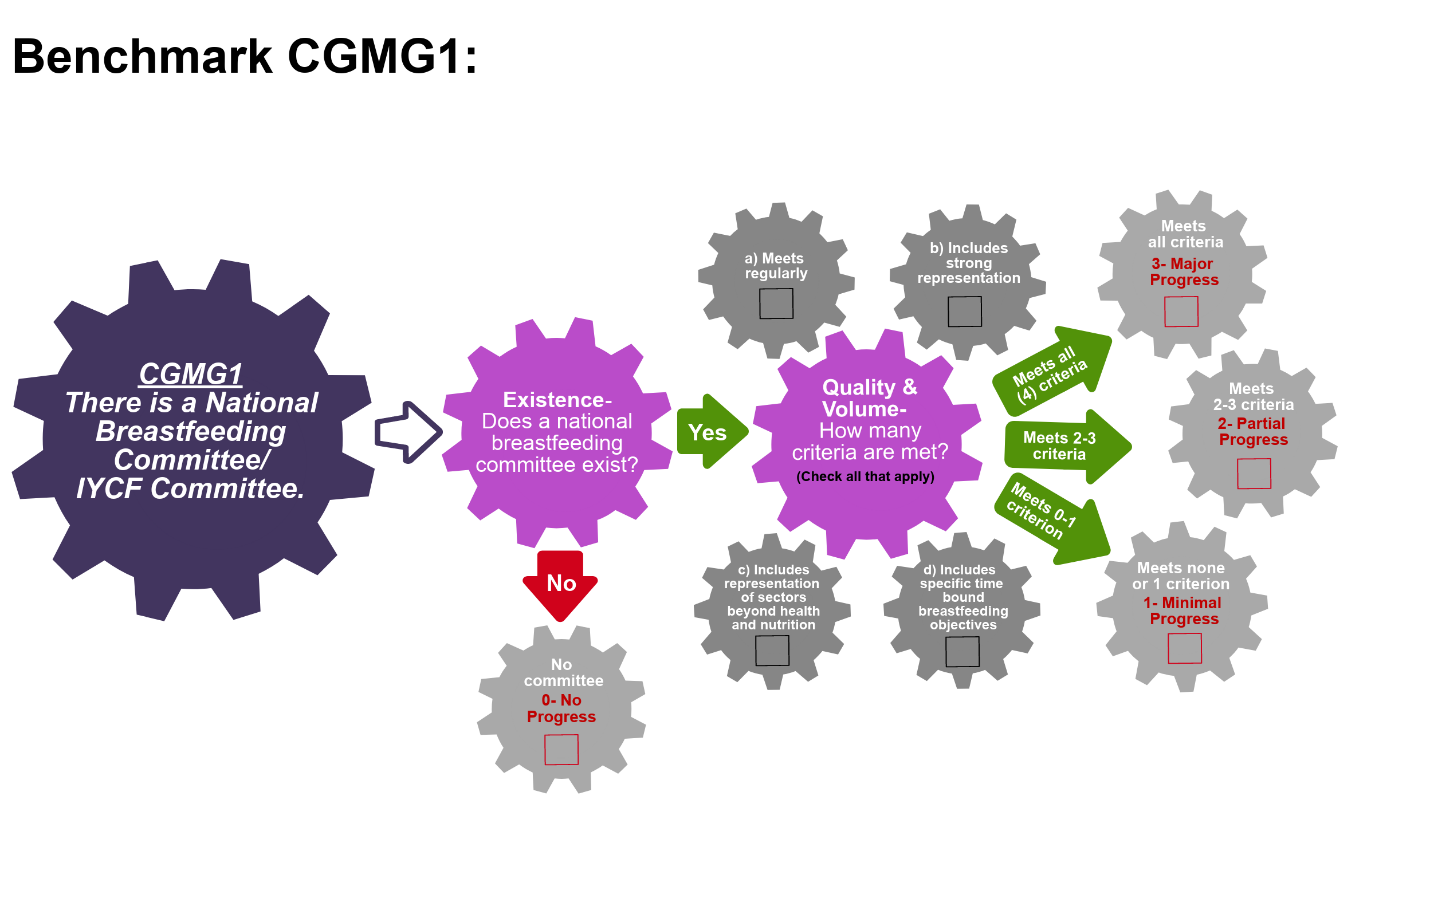 Benchmark CGMG1:
CGMG1
There is a National
Breastfeeding
Committee/
IYCF Committee.
Existence-
Does a national
breastfeeding
committee exist?
No
No
committee
0- No
Progress
Yes
Quality &
Volume-
How many
criteria are met?
(Check all that apply)
a) Meets
regularly
b) Includes
strong
representation
c) Includes
representation
of sectors
beyond health
and nutrition
d) Includes
specific time
bound
breastfeeding
objectives
Meets all
(4) criteria
Meets
all criteria
3- Major
Progress
Meets 2-3
criteria
Meets
2-3 criteria
2- Partial
Progress
Meets 0-1
criterion
Meets none
or 1 criterion
1- Minimal
Progress